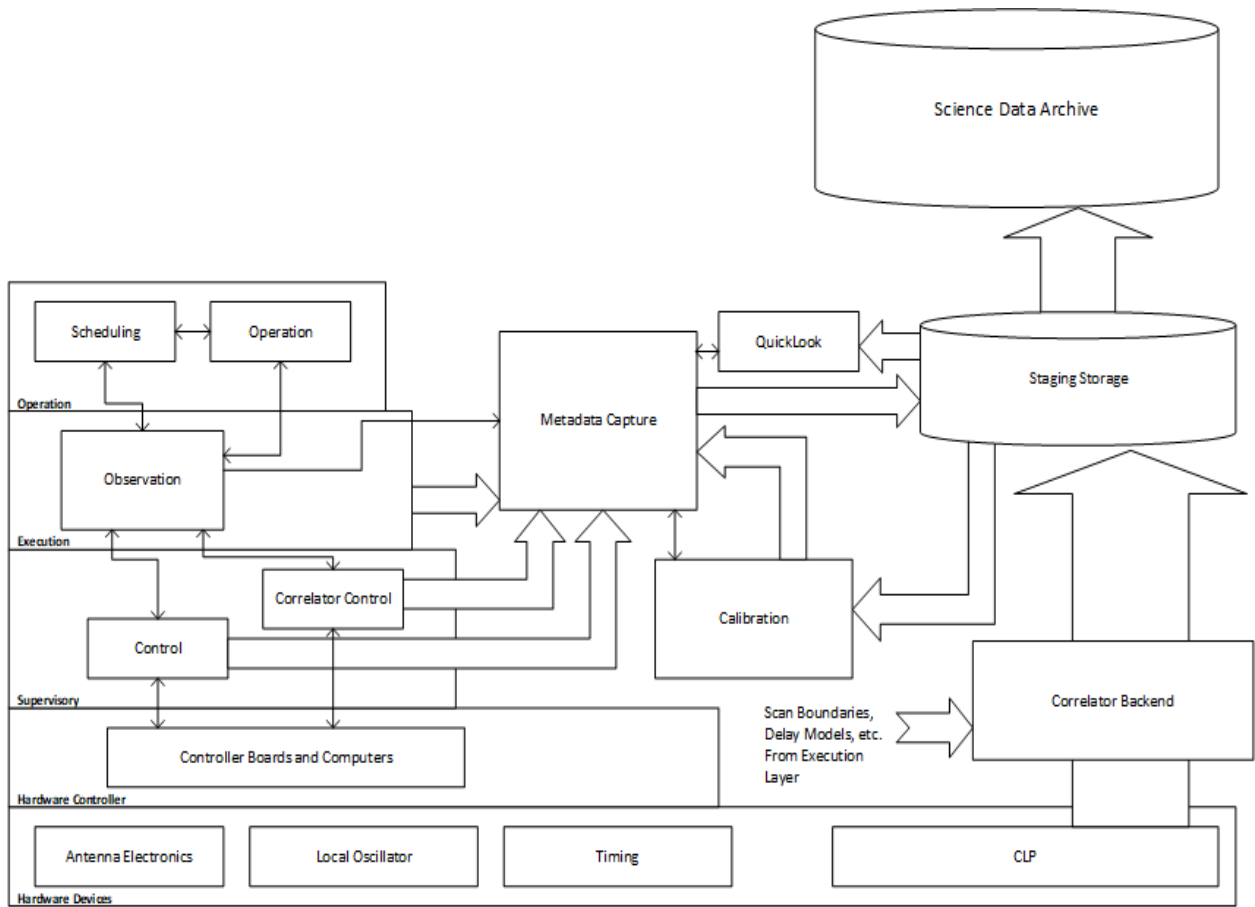 Science Data Archive
Scheduling
Operation
QuickLook
Staging Storage
Operation
Metadata Capture
Observation
Execution
Correlator Control
Calibration
Control
Supervisory
Correlator Backend
Scan Boundaries,
Delay Models, etc.
From Execution
Layer
Controller Boards and Computers
Hardware Controller
Antenna Electronics
Local Oscillator
Timing
CLP
Hardware Devices